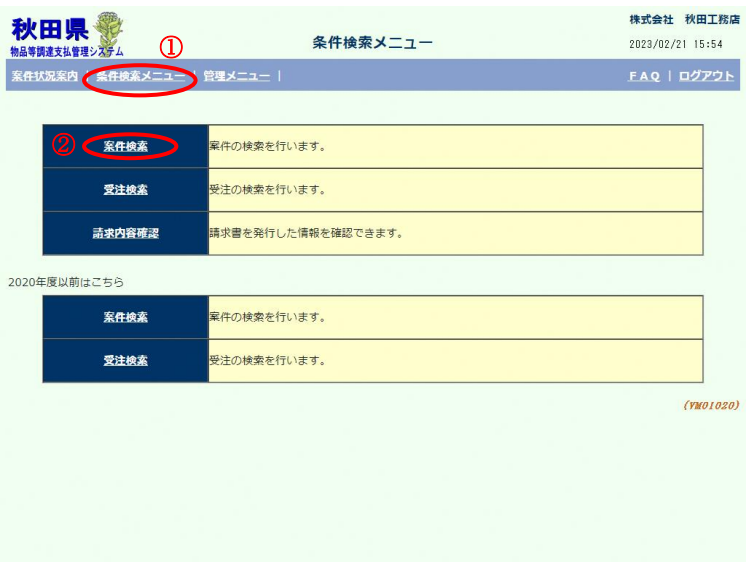 秋田県
物品等調達支払管理システム
①
条件検索メニュー
株式会社 秋田工務店
2023/02/21 15:54
案件状況案内 | 条件検索メニュー | 管理メニュー |
FAQ | ログアウト
② 案件検索 案件の検索を行います。
受注検索 受注の検索を行います。
請求内容確認 請求書を発行した情報を確認できます。
2020年度以前はこちら
案件検索 案件の検索を行います。
受注検索 受注の検索を行います。
(VM01020)